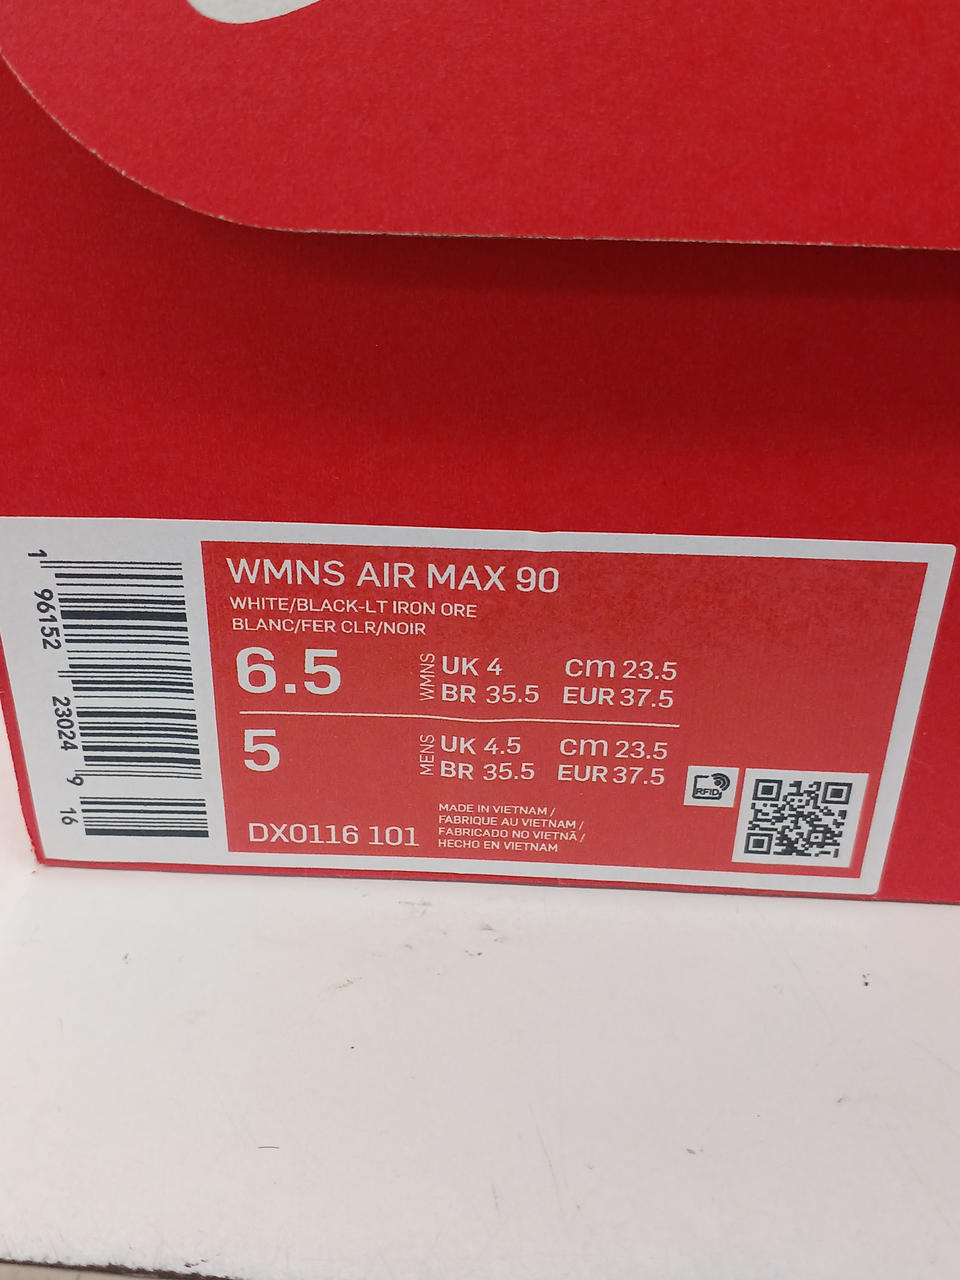 WMNS AIR MAX 90
WHITE/BLACK-LT IRON ORE
BLANC/FER CLR/NOIR
6.5
WMNS
UK 4 cm 23.5
BR 35.5 EUR 37.5
5
MENS
UK 4.5 cm 23.5
BR 35.5 EUR 37.5
DX0116 101
MADE IN VIETNAM /
FABRIQUE AU VIETNAM /
FABRICADO NO VIETNÃ /
HECHO EN VIETNAM
RFID
1 96152 23024 9 16